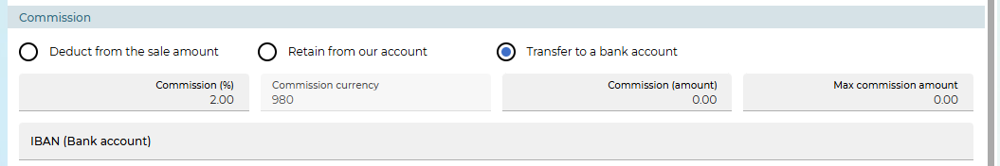 Commission
Deduct from the sale amount Retain from our account Transfer to a bank account
Commission (%) Commission currency Commission (amount) Max commission amount
2.00 980 0.00 0.00
IBAN (Bank account)